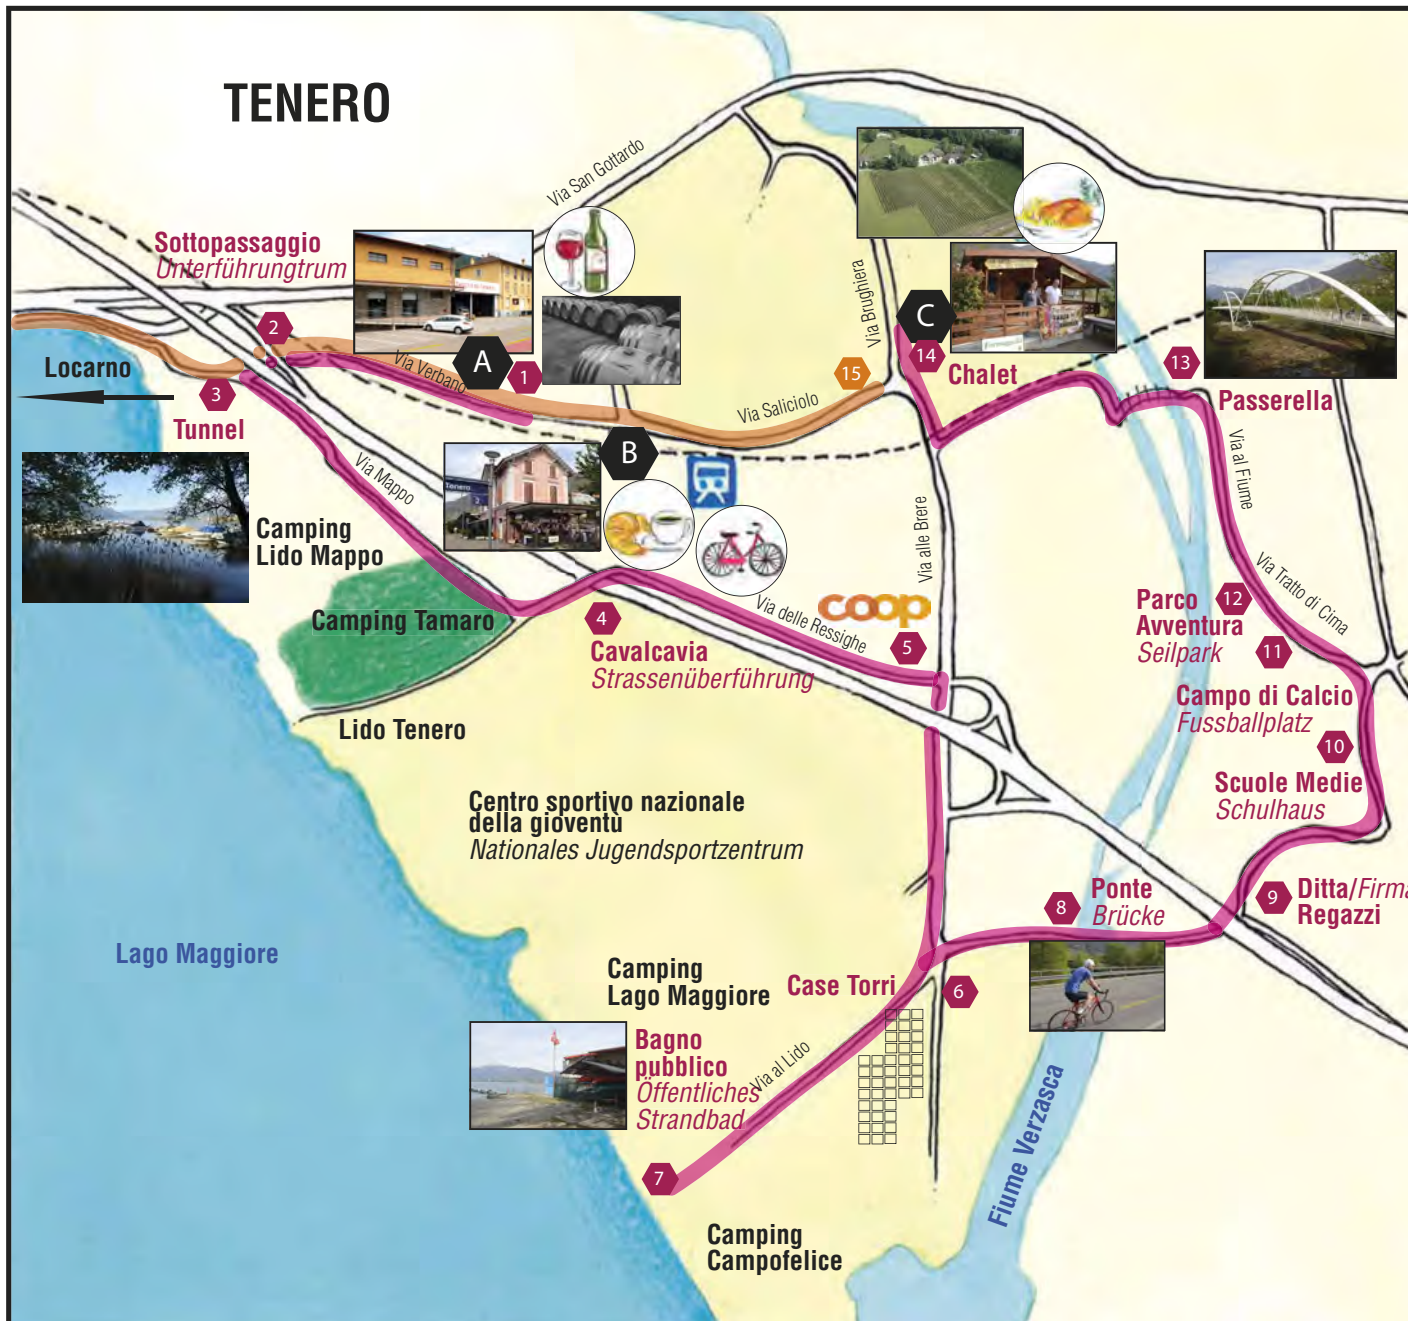 TENERO
Via San Gottardo
Sottopassaggio
Unterführungtrum
2
Locarno
3
Tunnel
Via Verbano
A
1
Via Brughiera
C
14
Chalet
15
Via Saliciolo
13
Passerella
Via al Fiume
Via Mappo
B
Tenero
2
Camping
Lido Mappo
Camping Tamaro
Via alle Brere
coop
Via delle Ressighe
5
4
Cavalcavia
Strassenüberführung
Via Tratto di Cima
Parco
Avventura
Seilpark
12
11
Campo di Calcio
Fussballplatz
10
Scuole Medie
Schulhaus
Lido Tenero
Centro sportivo nazionale
della gioventù
Nationales Jugendsportzentrum
8
Ponte
Brücke
9
Ditta/Firma
Regazzi
Lago Maggiore
Camping
Lago Maggiore
Case Torri
6
Bagno
pubblico
Öffentliches
Strandbad
Via al Lido
7
Fiume Verzasca
Camping
Campofelice